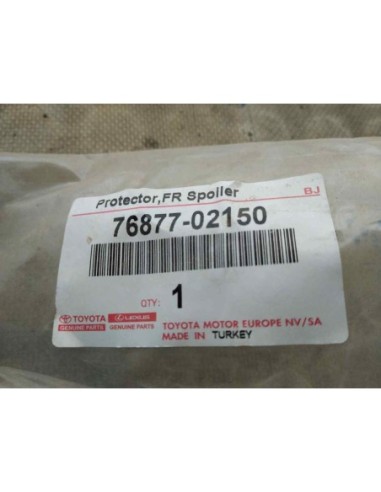 Protector,FR Spoiler BJ
76877-02150
QTY: 1
TOYOTA LEXUS
GENUINE PARTS GENUINE PARTS
TOYOTA MOTOR EUROPE NV/SA
MADE IN TURKEY